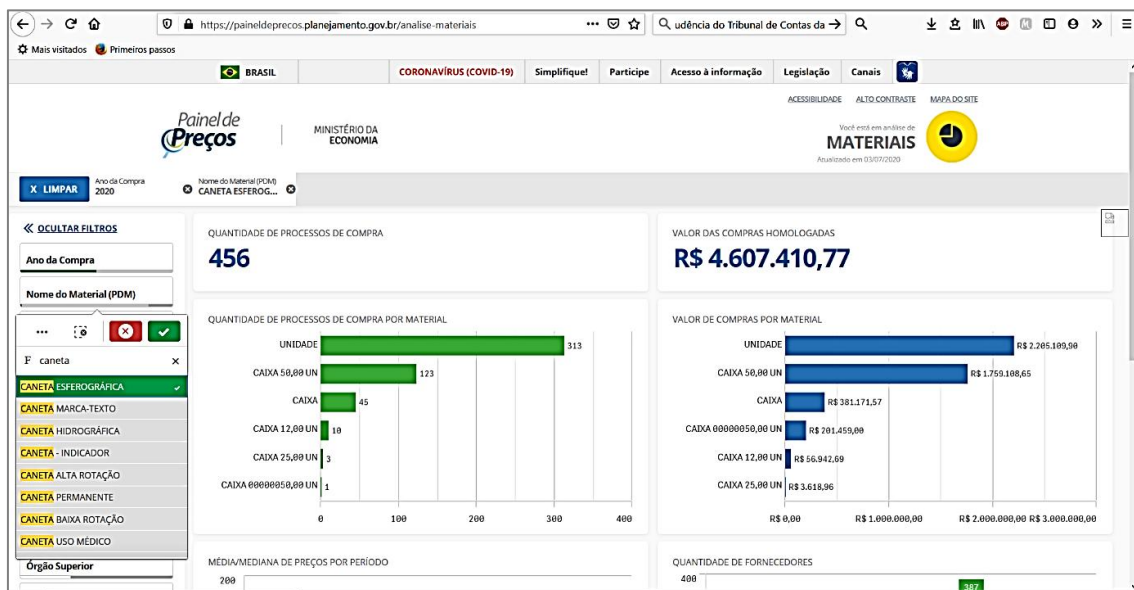 https://paineldeprecos.planejamento.gov.br/analise-materiais
udência do Tribunal de Contas da
Mais visitados Primeiros passos
BRASIL CORONAVÍRUS (COVID-19) Simplifique! Participe Acesso à informação Legislação Canais
ACESSIBILIDADE ALTO CONTRASTE MAPA DO SITE
Painel de Preços
MINISTÉRIO DA ECONOMIA
Você está em análise de
MATERIAIS
Atualizado em 03/07/2020
X LIMPAR
Ano da Compra
2020
Nome do Material (PDM)
CANETA ESFEROG...
OCULTAR FILTROS
Ano da Compra
Nome do Material (PDM)
F caneta
CANETA ESFEROGRÁFICA
CANETA MARCA-TEXTO
CANETA HIDROGRÁFICA
CANETA - INDICADOR
CANETA ALTA ROTAÇÃO
CANETA PERMANENTE
CANETA BAIXA ROTAÇÃO
CANETA USO MÉDICO
Órgão Superior
QUANTIDADE DE PROCESSOS DE COMPRA
456
VALOR DAS COMPRAS HOMOLOGADAS
R$ 4.607.410,77
QUANTIDADE DE PROCESSOS DE COMPRA POR MATERIAL
UNIDADE 313
CAIXA 50,00 UN 123
CAIXA 45
CAIXA 12,00 UN 10
CAIXA 25,00 UN 3
CAIXA 00000050,00 UN 1
0 100 200 300 400
VALOR DE COMPRAS POR MATERIAL
UNIDADE R$ 2.205.109,90
CAIXA 50,00 UN R$ 1.759.108,65
CAIXA R$ 381.171,57
CAIXA 00000050,00 UN R$ 201.459,00
CAIXA 12,00 UN R$ 56.942,69
CAIXA 25,00 UN R$ 3.618,96
R$ 0,00 R$ 1.000.000,00 R$ 2.000.000,00 R$ 3.000.000,00
MÉDIA/MEDIANA DE PREÇOS POR PERÍODO
200
QUANTIDADE DE FORNECEDORES
400
387